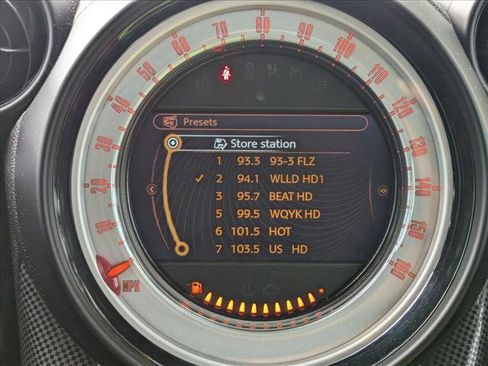 Presets
Store station
1 93.3 93-3 FLZ
✓ 2 94.1 WLLD HD1
3 95.7 BEAT HD
5 99.5 WQYK HD
6 101.5 HOT
7 103.5 US HD
10
20
30
40
50
60
70
80
90
100
110
120
130
140
150
160
MPH